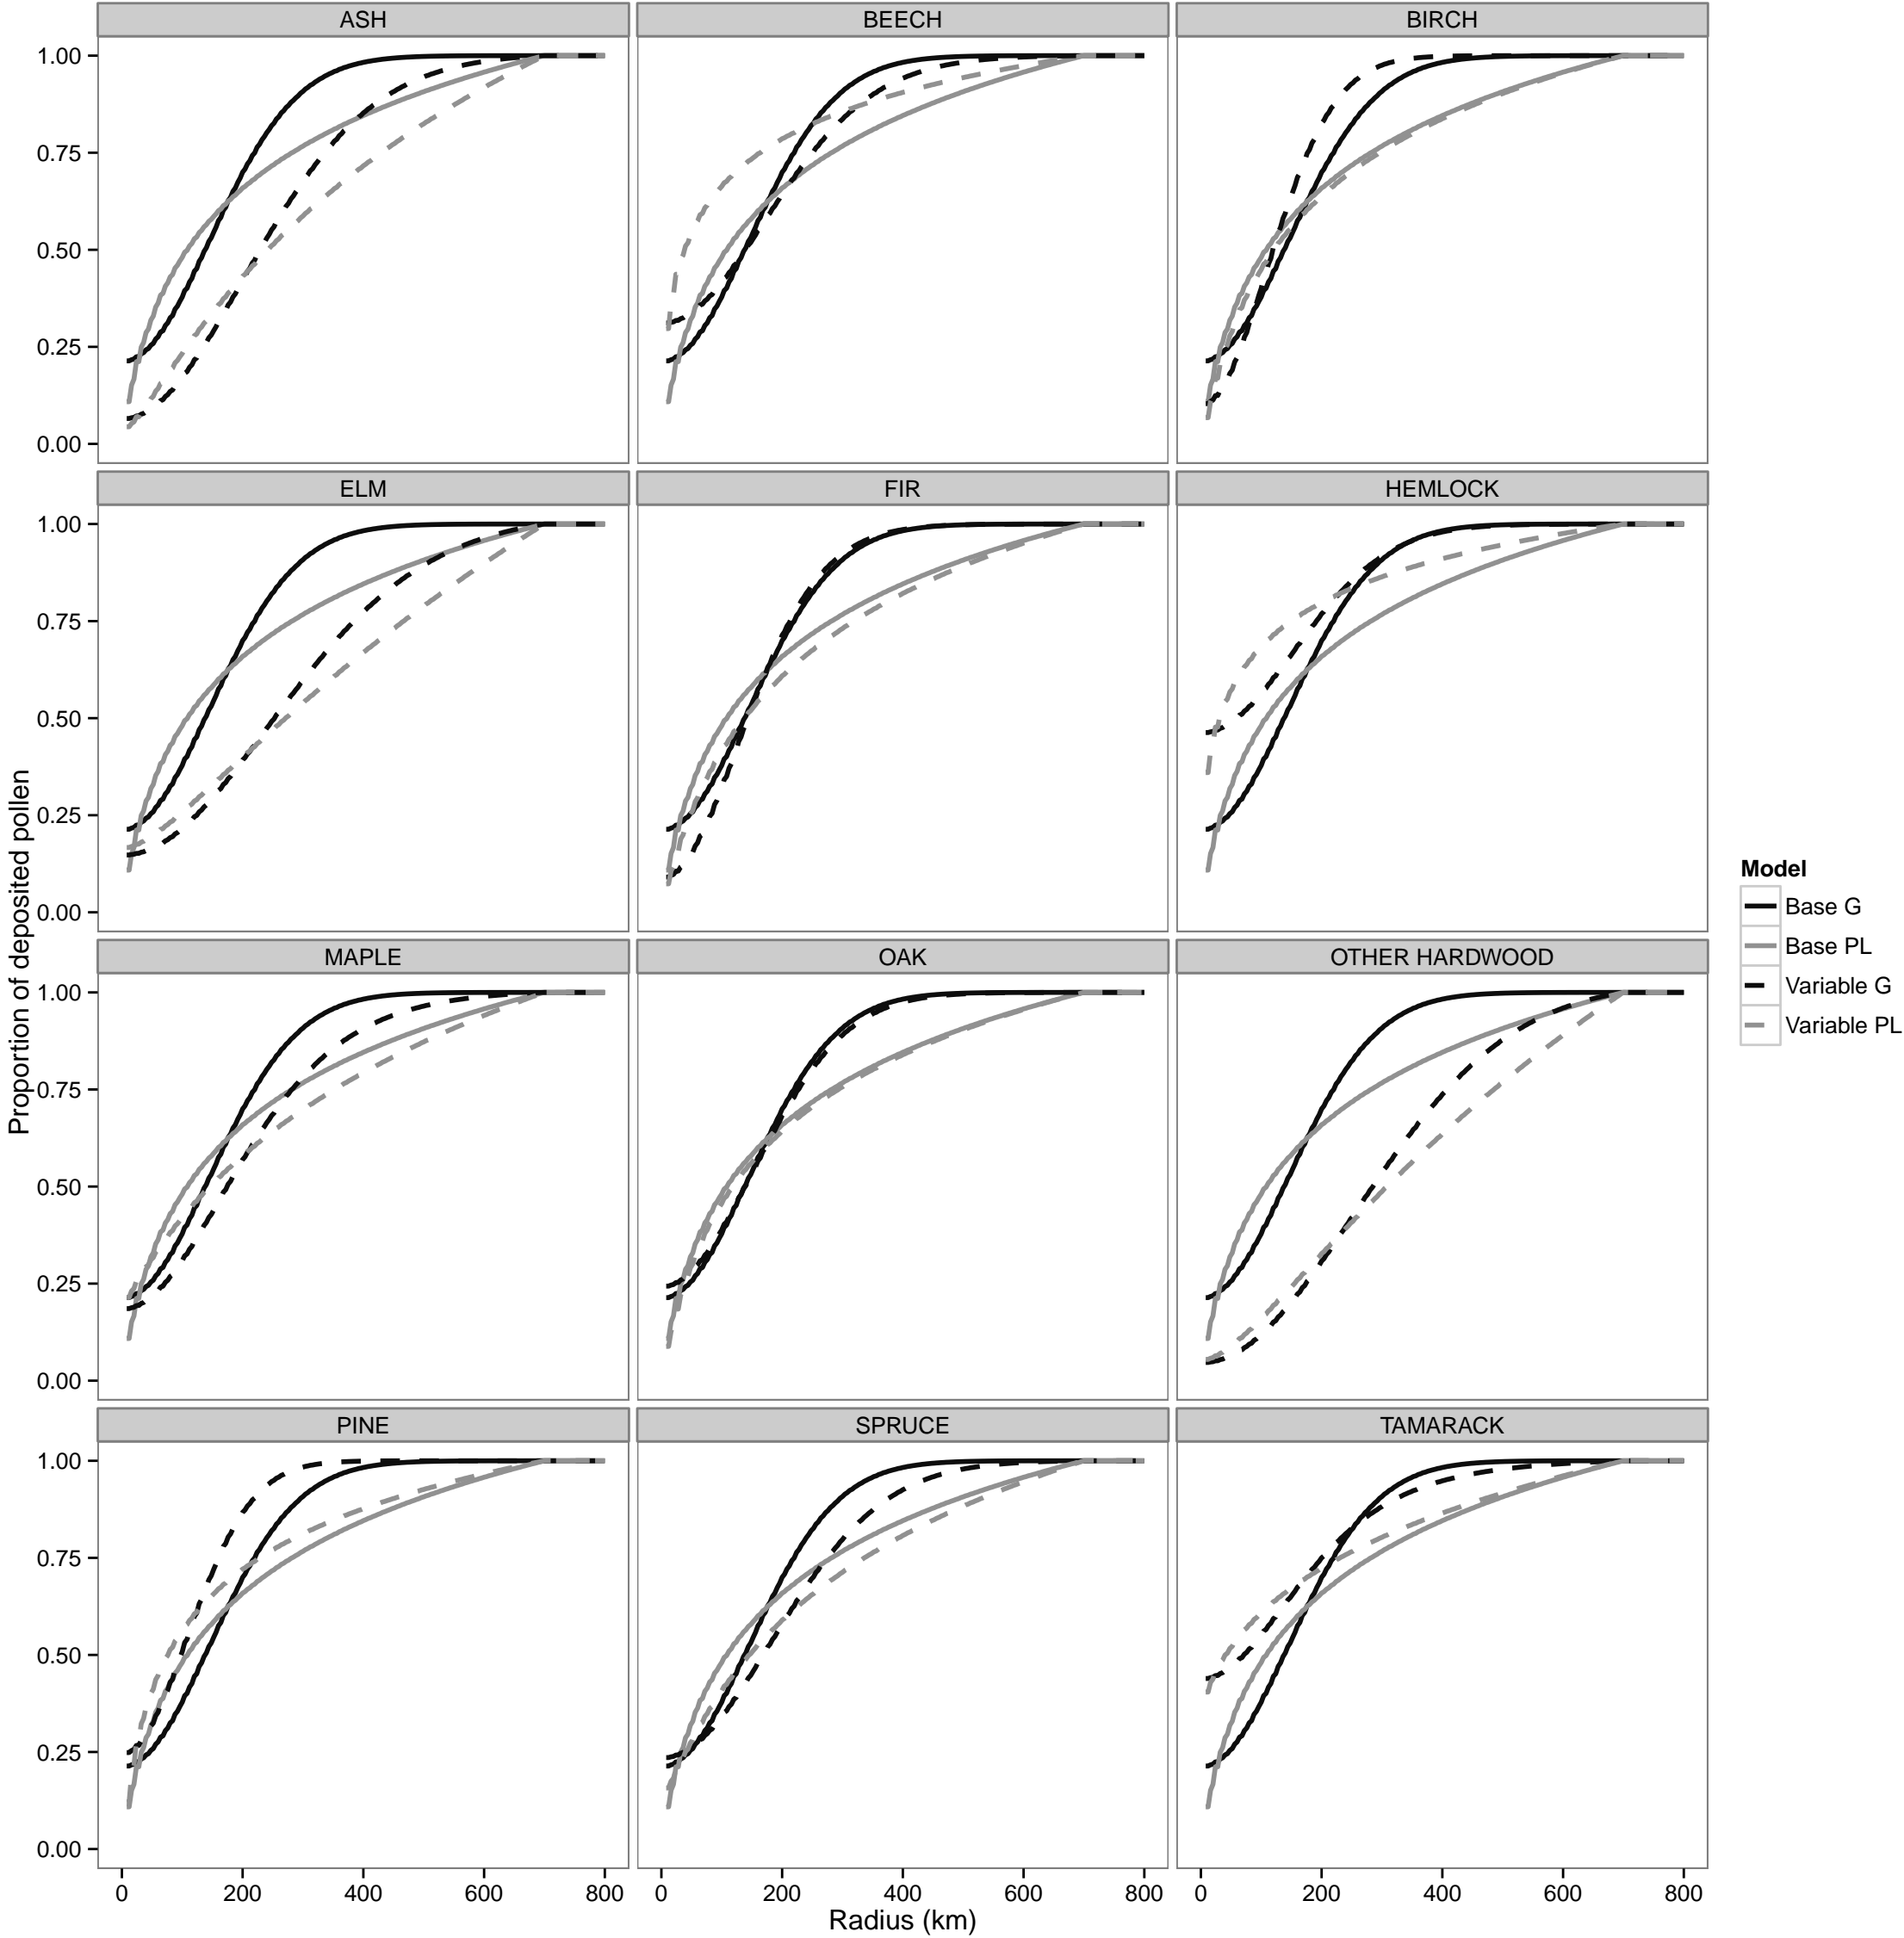 ASH
BEECH
BIRCH
1.00
0.75
0.50
0.25
0.00
ELM
FIR
HEMLOCK
1.00
0.75
0.50
0.25
0.00
MAPLE
OAK
OTHER HARDWOOD
1.00
0.75
0.50
0.25
0.00
PINE
SPRUCE
TAMARACK
1.00
0.75
0.50
0.25
0.00
0 200 400 600 800
0 200 400 600 800
0 200 400 600 800
Radius (km)
Proportion of deposited pollen
Model
Base G
Base PL
Variable G
Variable PL